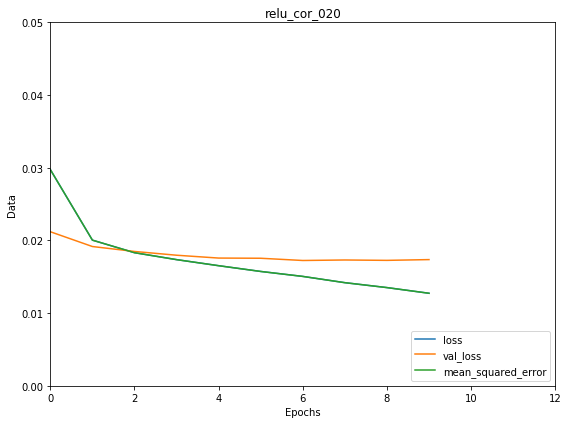 relu_cor_020
0.05
0.04
0.03
0.02
0.01
0.00
Data
0 2 4 6 8 10 12
Epochs
loss
val_loss
mean_squared_error